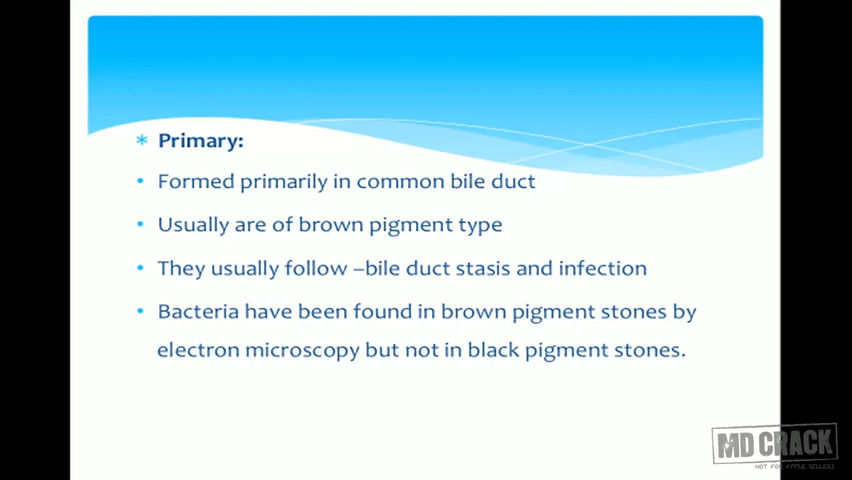 * Primary:
• Formed primarily in common bile duct
• Usually are of brown pigment type
• They usually follow –bile duct stasis and infection
• Bacteria have been found in brown pigment stones by
electron microscopy but not in black pigment stones.
MD CRACK
NOT FOR APPLE SELLERS